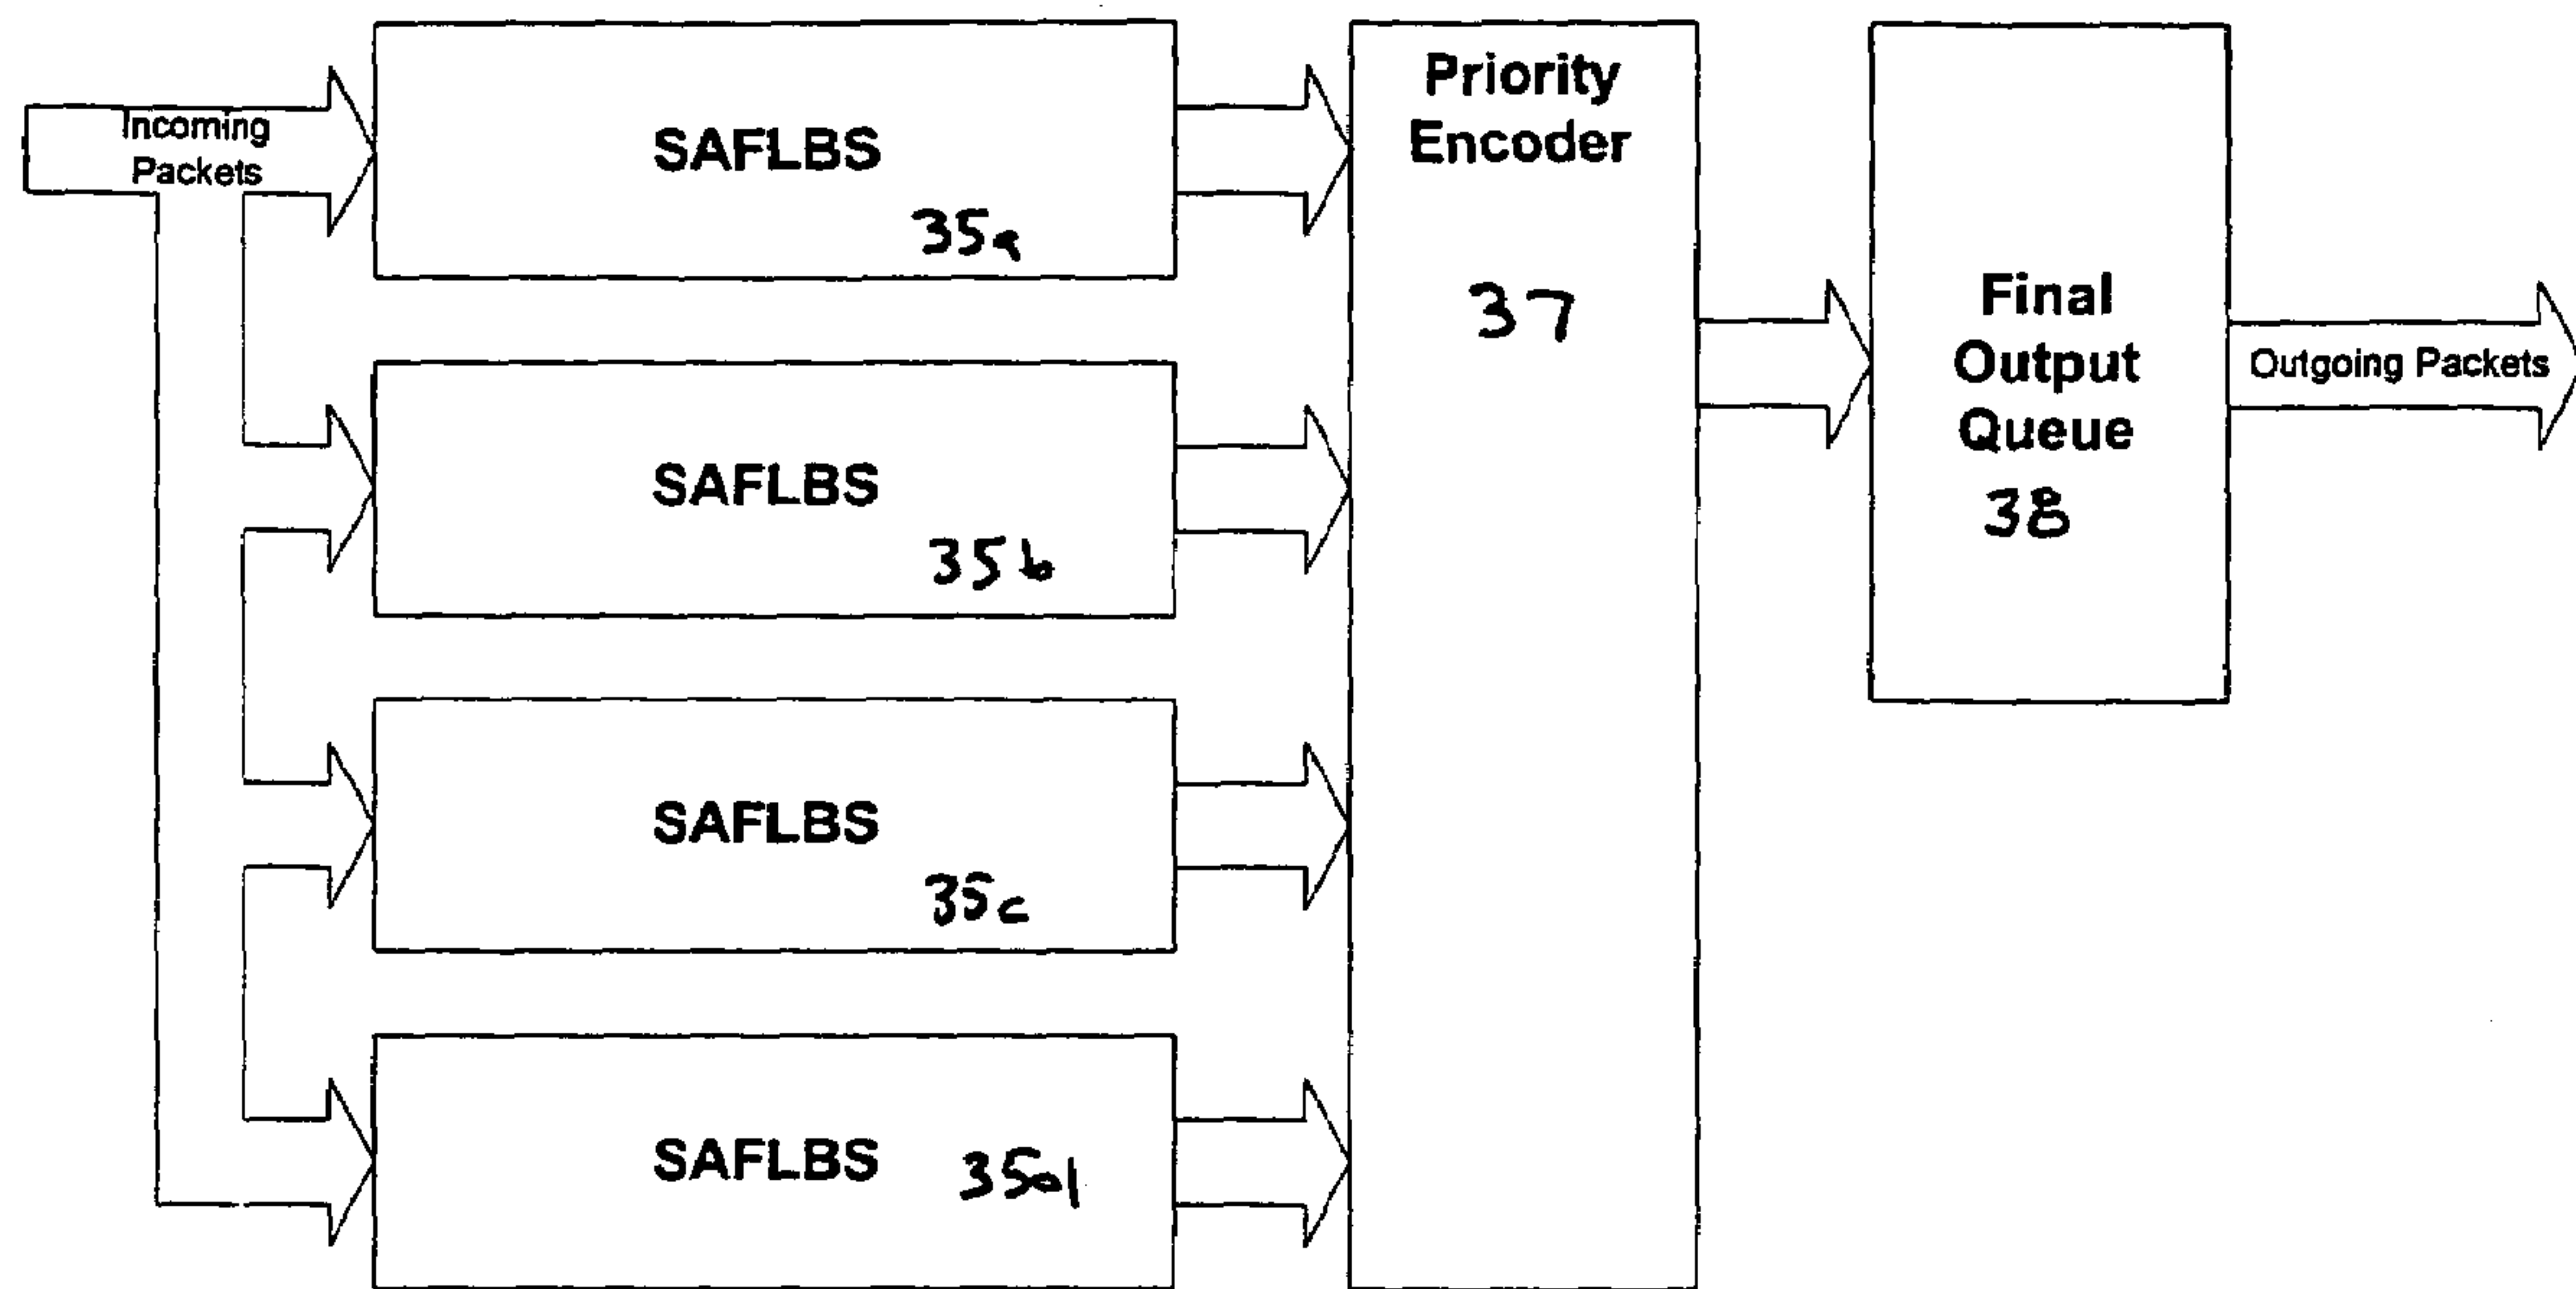 Incoming
Packets
SAFLBS
35a
SAFLBS
35b
SAFLBS
35c
SAFLBS 35d
Priority
Encoder
37
Final
Output
Queue
38
Outgoing Packets